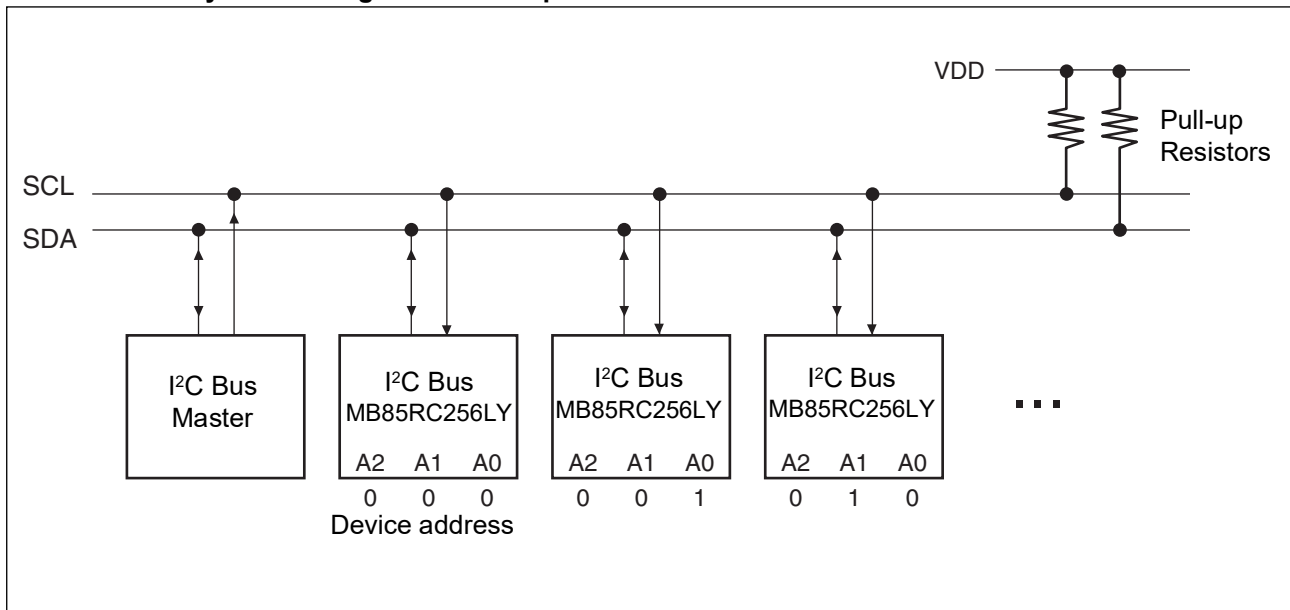 VDD
Pull-up
Resistors
SCL
SDA
I²C Bus
Master
I²C Bus
MB85RC256LY
A2 A1 A0
0 0 0
Device address
I²C Bus
MB85RC256LY
A2 A1 A0
0 0 1
I²C Bus
MB85RC256LY
A2 A1 A0
0 1 0
...